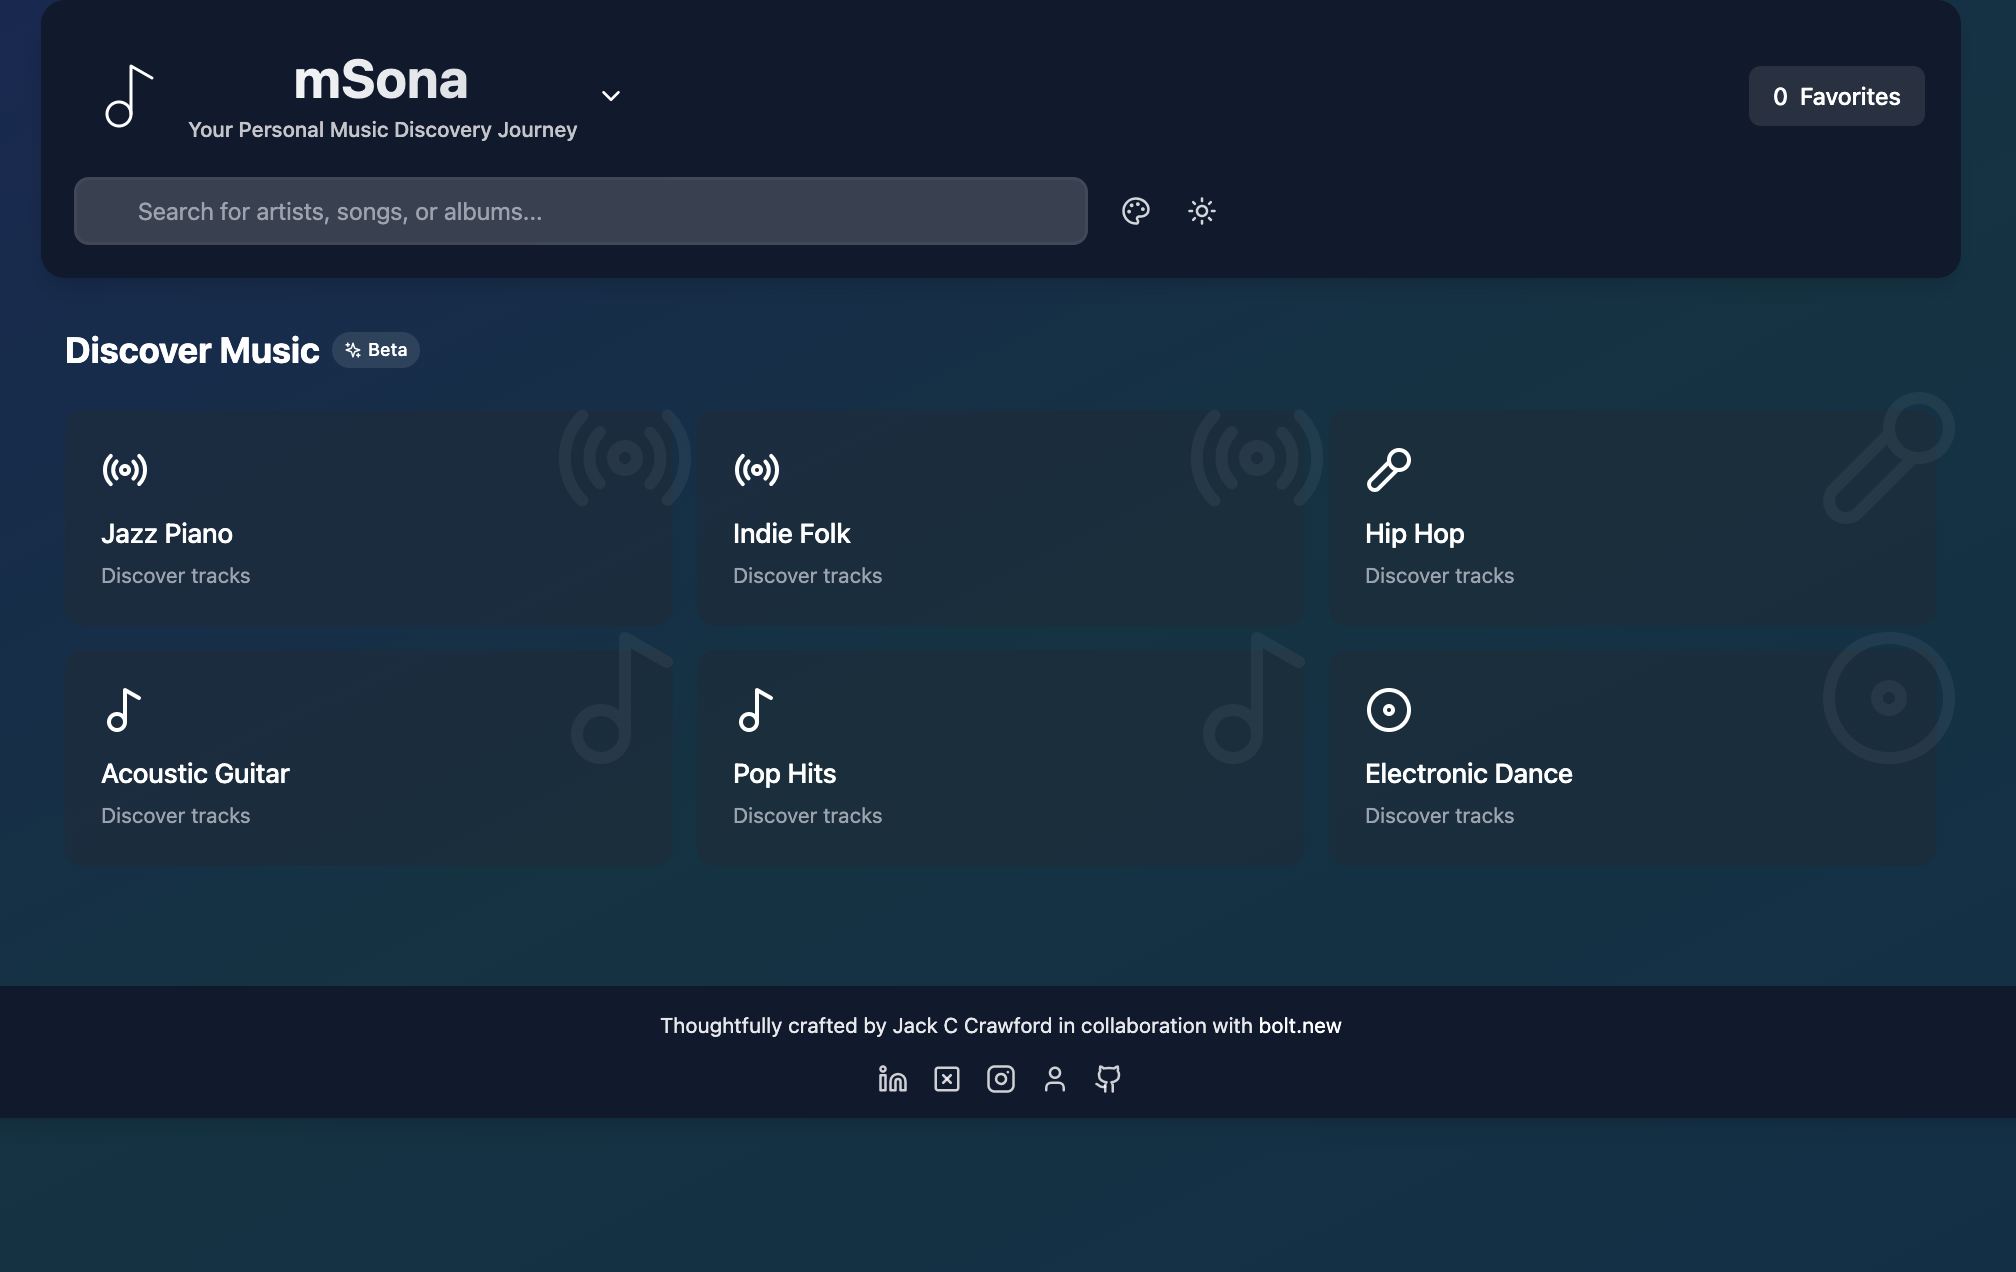 mSona
Your Personal Music Discovery Journey
0 Favorites
Search for artists, songs, or albums...
Discover Music
Beta
Jazz Piano
Discover tracks
Indie Folk
Discover tracks
Hip Hop
Discover tracks
Acoustic Guitar
Discover tracks
Pop Hits
Discover tracks
Electronic Dance
Discover tracks
Thoughtfully crafted by Jack C Crawford in collaboration with bolt.new